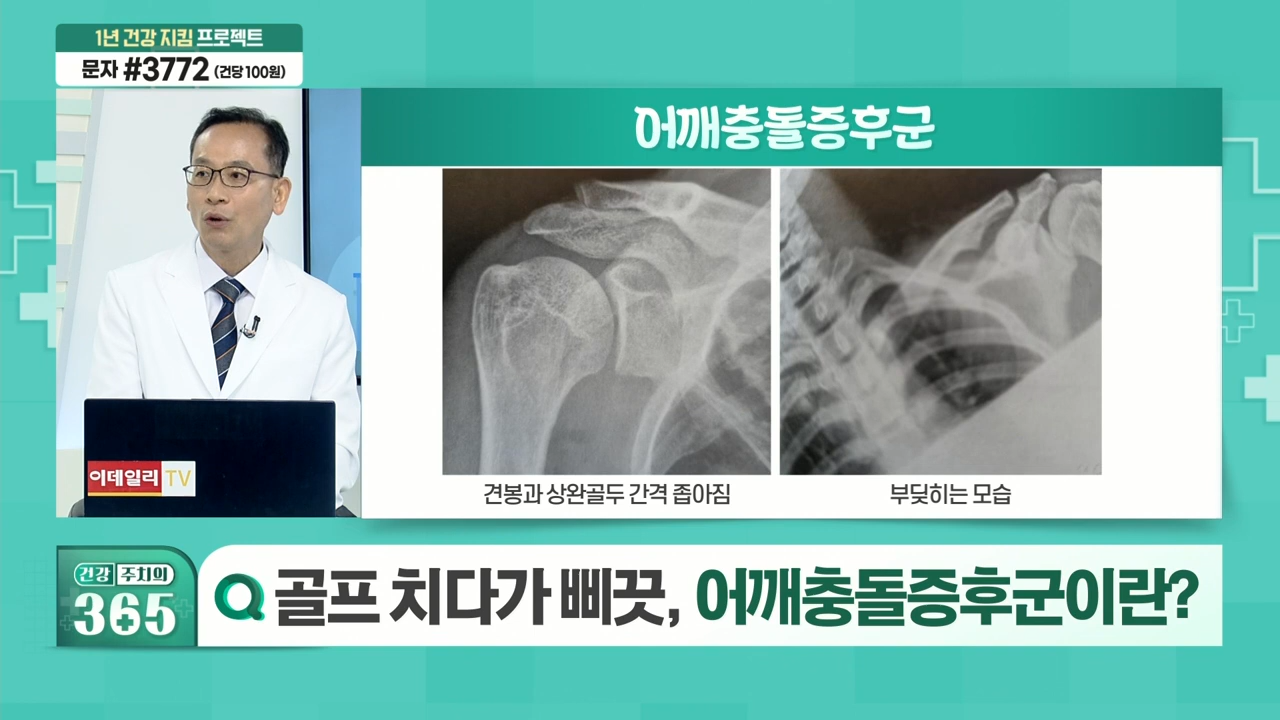 1년 건강 지킴 프로젝트
문자 #3772 (건당 100원)
어깨충돌증후군
견봉과 상완골두 간격 좁아짐
부딪히는 모습
이데일리 TV
건강 주치의
365
Q 골프 치다가 삐끗, 어깨충돌증후군이란?